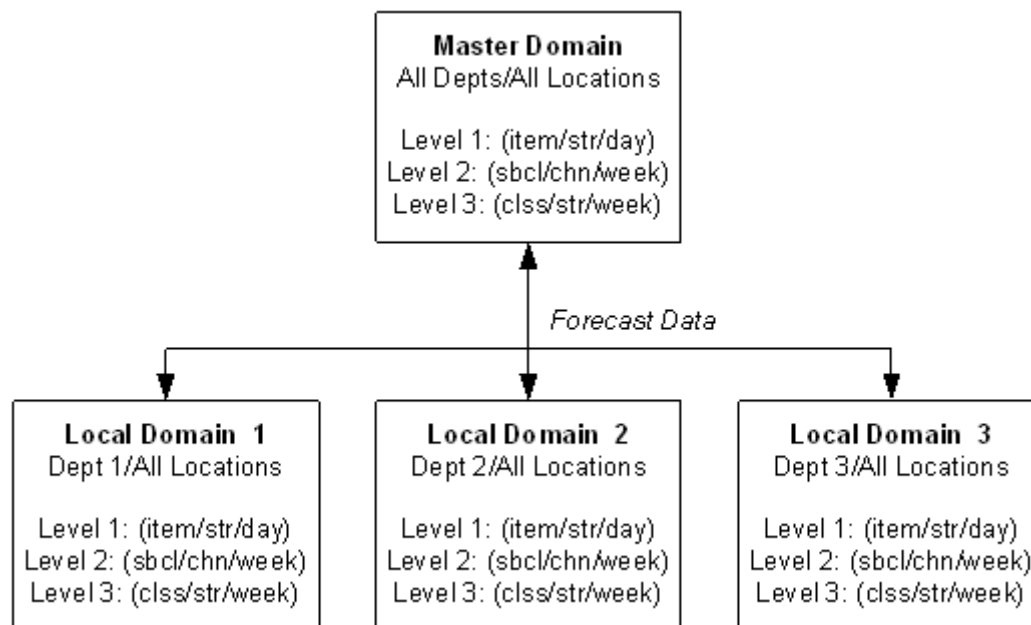 Master Domain
All Depts/All Locations
Level 1: (item/str/day)
Level 2: (sbcl/chn/week)
Level 3: (clss/str/week)
Forecast Data
Local Domain 1
Dept 1/All Locations
Level 1: (item/str/day)
Level 2: (sbcl/chn/week)
Level 3: (clss/str/week)
Local Domain 2
Dept 2/All Locations
Level 1: (item/str/day)
Level 2: (sbcl/chn/week)
Level 3: (clss/str/week)
Local Domain 3
Dept 3/All Locations
Level 1: (item/str/day)
Level 2: (sbcl/chn/week)
Level 3: (clss/str/week)